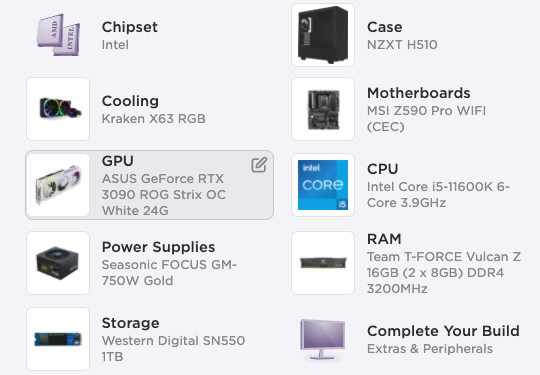 AMD
INTEL
Chipset
Intel
Case
NZXT H510
Cooling
Kraken X63 RGB
Motherboards
MSI Z590 Pro WIFI
(CEC)
GPU
ASUS GeForce RTX
3090 ROG Strix OC
White 24G
intel
CORE
i5
CPU
Intel Core i5-11600K 6-
Core 3.9GHz
Power Supplies
Seasonic FOCUS GM-
750W Gold
RAM
Team T-FORCE Vulcan Z
16GB (2 x 8GB) DDR4
3200MHz
Storage
Western Digital SN550
1TB
Complete Your Build
Extras & Peripherals